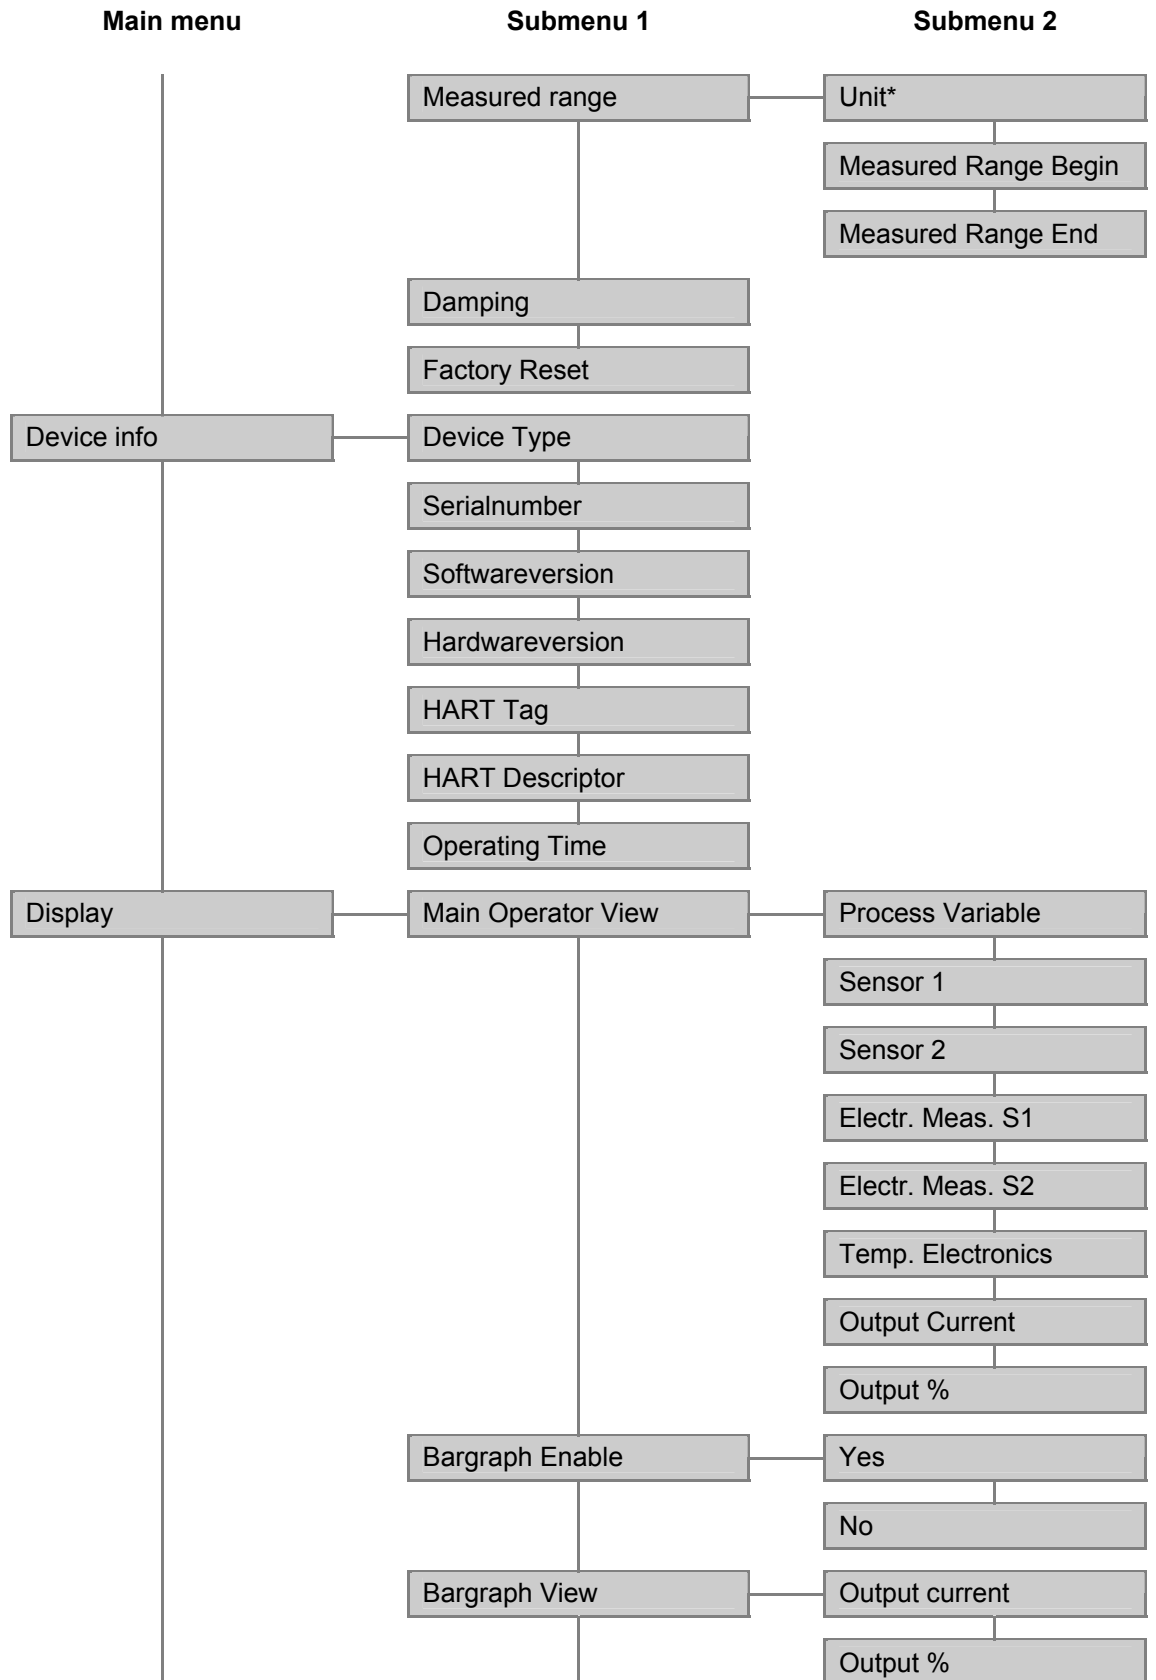 Main menu Submenu 1 Submenu 2
Measured range Unit*
Measured Range Begin
Measured Range End
Damping
Factory Reset
Device info Device Type
Serialnumber
Softwareversion
Hardwareversion
HART Tag
HART Descriptor
Operating Time
Display Main Operator View Process Variable
Sensor 1
Sensor 2
Electr. Meas. S1
Electr. Meas. S2
Temp. Electronics
Output Current
Output %
Bargraph Enable Yes
No
Bargraph View Output current
Output %